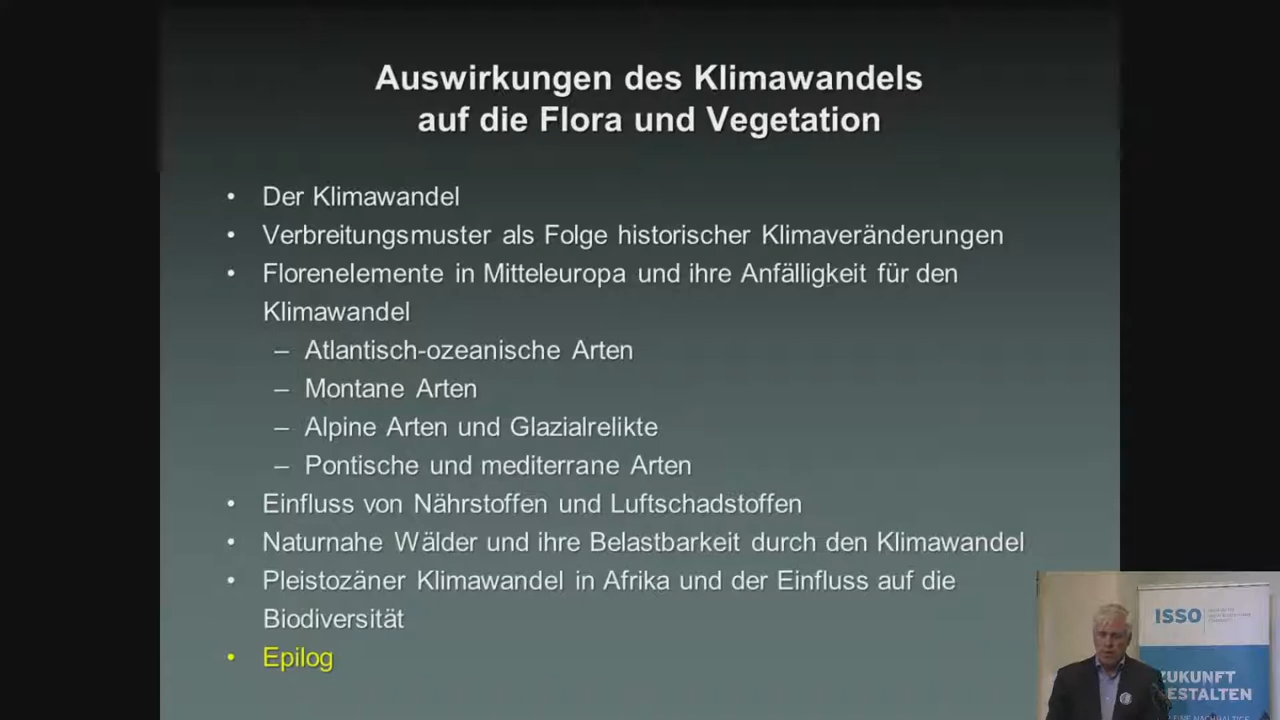 Auswirkungen des Klimawandels
auf die Flora und Vegetation
• Der Klimawandel
• Verbreitungsmuster als Folge historischer Klimaveränderungen
• Florenelemente in Mitteleuropa und ihre Anfälligkeit für den
Klimawandel
– Atlantisch-ozeanische Arten
– Montane Arten
– Alpine Arten und Glazialrelikte
– Pontische und mediterrane Arten
• Einfluss von Nährstoffen und Luftschadstoffen
• Naturnahe Wälder und ihre Belastbarkeit durch den Klimawandel
• Pleistozäner Klimawandel in Afrika und der Einfluss auf die
Biodiversität
• Epilog
ISSO
ZUKUNFT
GESTALTEN